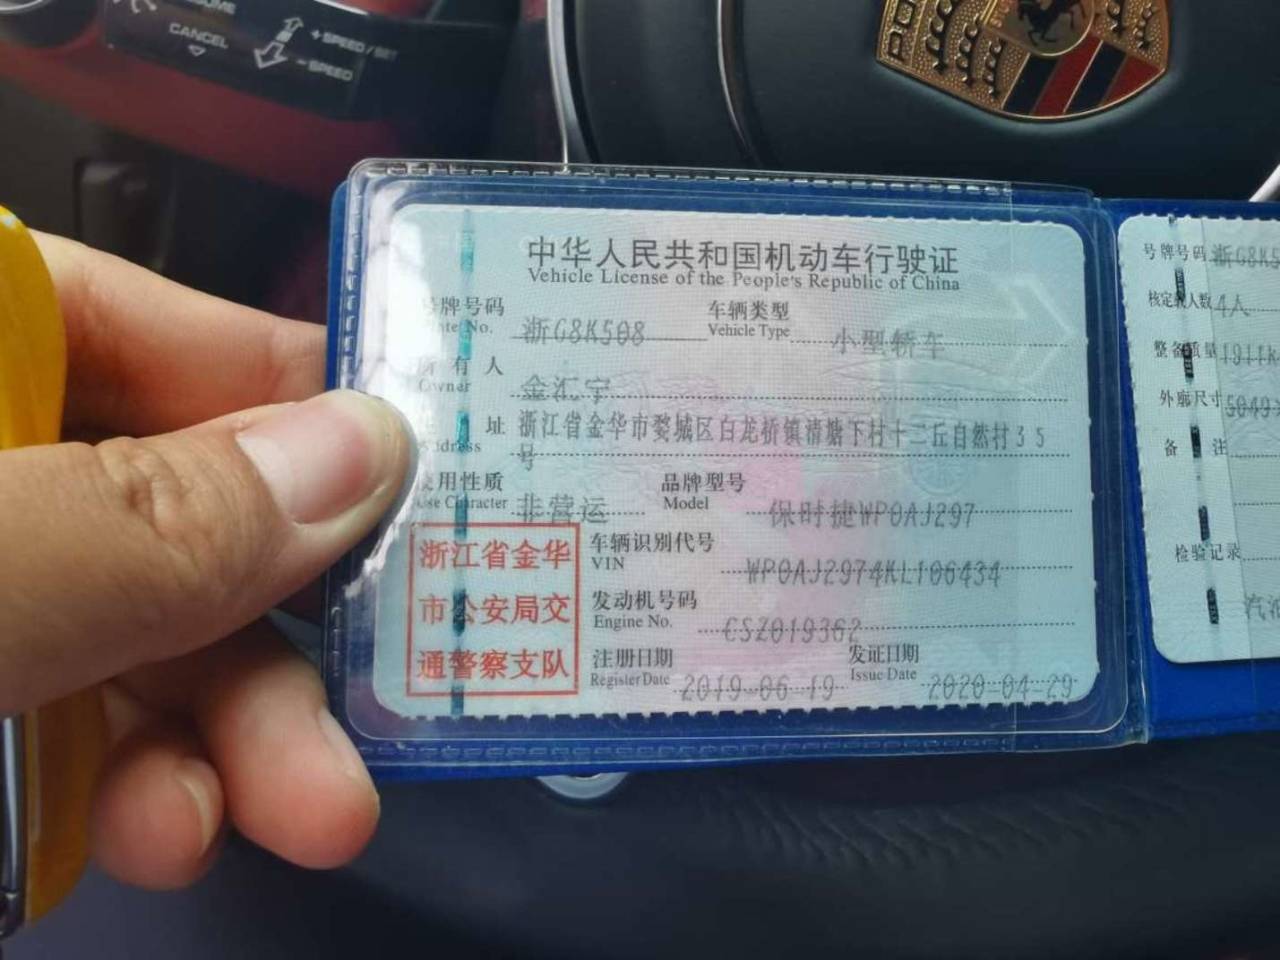 CANCEL
+SPEED/SET
-SPEED
中华人民共和国机动车行驶证
Vehicle License of the People's Republic of China
号牌号码 浙G8K508 车辆类型 小型轿车
No. Vehicle Type
所有人 金汇宇
Owner
址 浙江省金华市婺城区白龙桥镇清塘下村十二丘自然村35
Address 号
使用性质 非营运 品牌型号 保时捷WP0AJ297
Use Character Model
车辆识别代号 WP0AJ2974KL106434
VIN
发动机号码 CSZ019362
Engine No.
注册日期 2019-06-19 发证日期 2020-04-29
Register Date Issue Date
浙江省金华
市公安局交
通警察支队
号牌号码 浙G8K5
核定载人数 4人
整备质量 1911K
外廓尺寸 5049
备注
检验记录